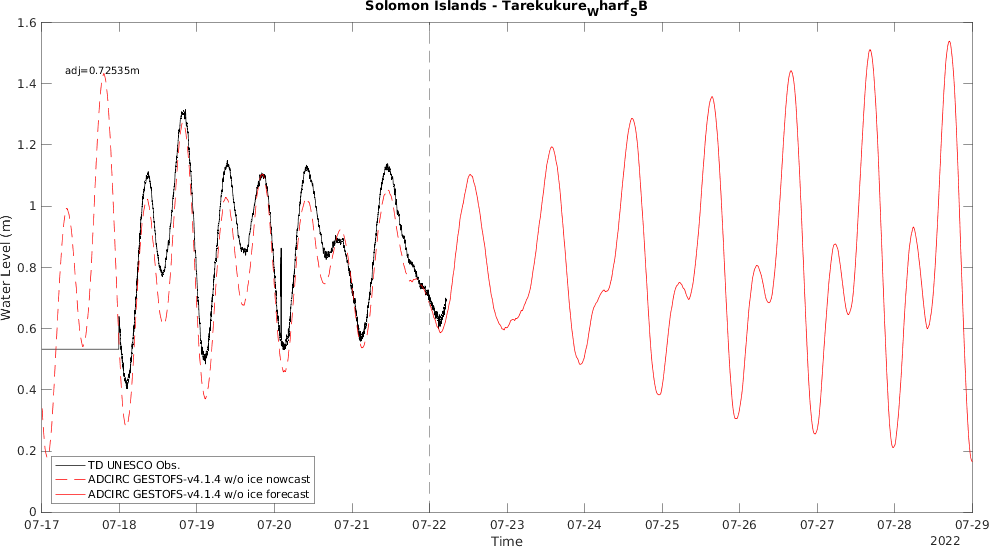 Solomon Islands - TarekukureWharfSB
1.6
adj=0.72535m
1.4
1.2
1
0.8
0.6
0.4
0.2
0
Water Level (m)
TD UNESCO Obs.
ADCIRC GESTOFS-v4.1.4 w/o ice nowcast
ADCIRC GESTOFS-v4.1.4 w/o ice forecast
07-17 07-18 07-19 07-20 07-21 07-22 07-23 07-24 07-25 07-26 07-27 07-28 07-29
Time
2022